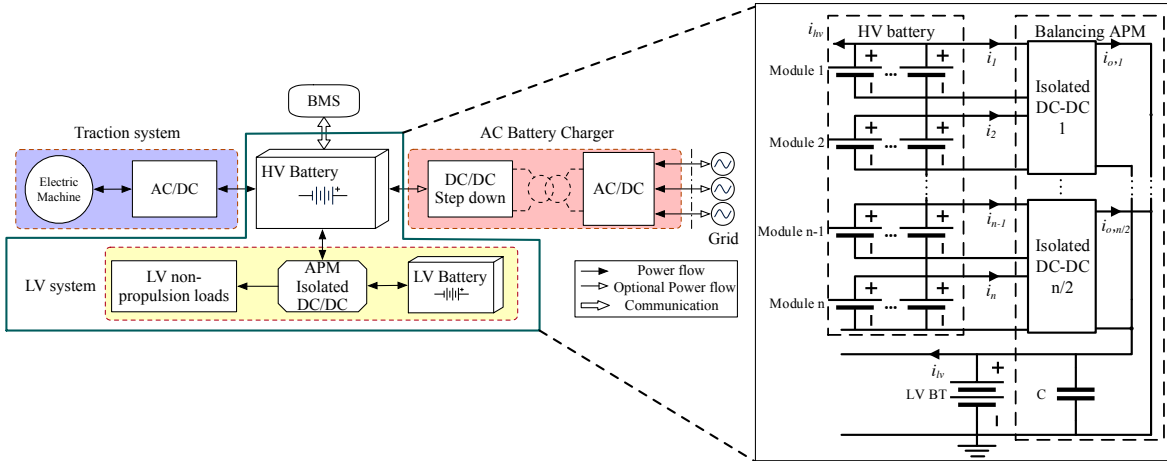 BMS
Traction system
AC Battery Charger
Electric
Machine
AC/DC
HV Battery
DC/DC
Step down
AC/DC
Grid
LV system
LV non-
propulsion loads
APM
Isolated
DC/DC
LV Battery
Power flow
Optional Power flow
Communication
i_hv
HV battery
Balancing APM
Module 1
i_1
i_o,1
Isolated
DC-DC
1
Module 2
i_2
Module n-1
i_n-1
i_o,n/2
Isolated
DC-DC
n/2
Module n
i_n
i_lv
LV BT
C